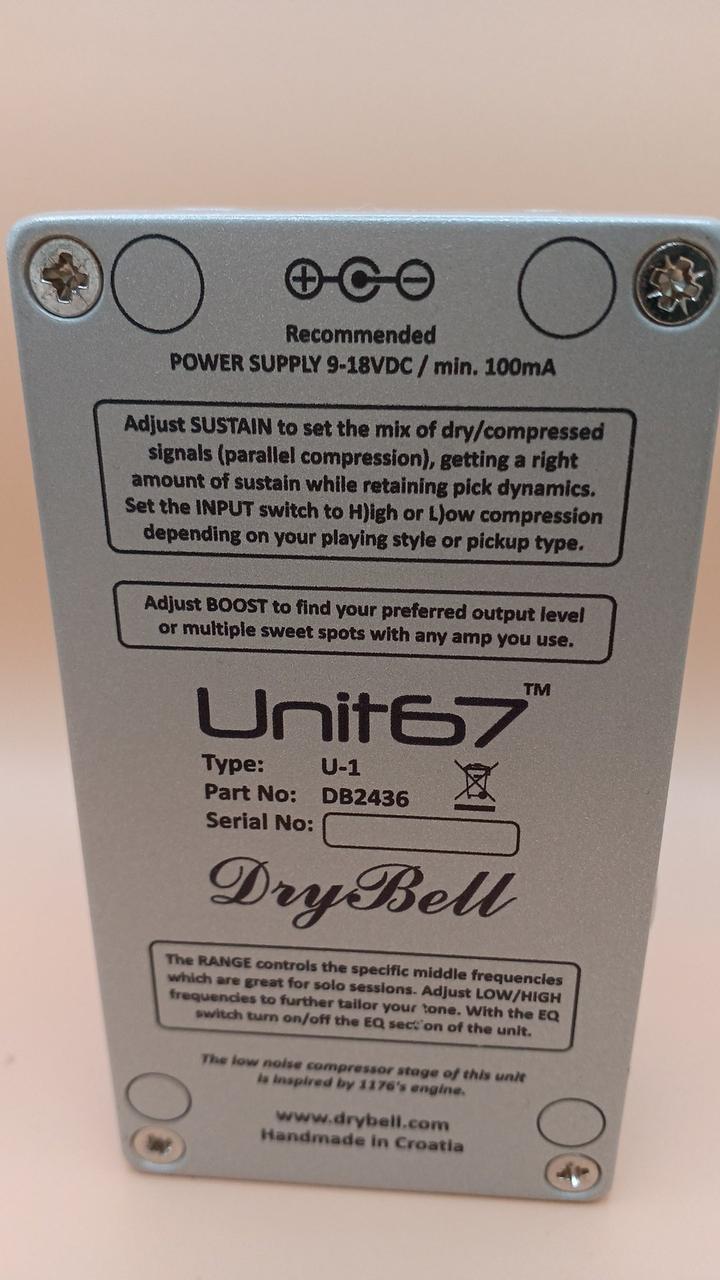 Recommended
POWER SUPPLY 9-18VDC / min. 100mA
Adjust SUSTAIN to set the mix of dry/compressed
signals (parallel compression), getting a right
amount of sustain while retaining pick dynamics.
Set the INPUT switch to H)igh or L)ow compression
depending on your playing style or pickup type.
Adjust BOOST to find your preferred output level
or multiple sweet spots with any amp you use.
Unit67™
Type: U-1
Part No: DB2436
Serial No:
DryBell
The RANGE controls the specific middle frequencies
which are great for solo sessions. Adjust LOW/HIGH
frequencies to further tailor your tone. With the EQ
switch turn on/off the EQ section of the unit.
The low noise compressor stage of this unit
is inspired by 1176's engine.
www.drybell.com
Handmade in Croatia